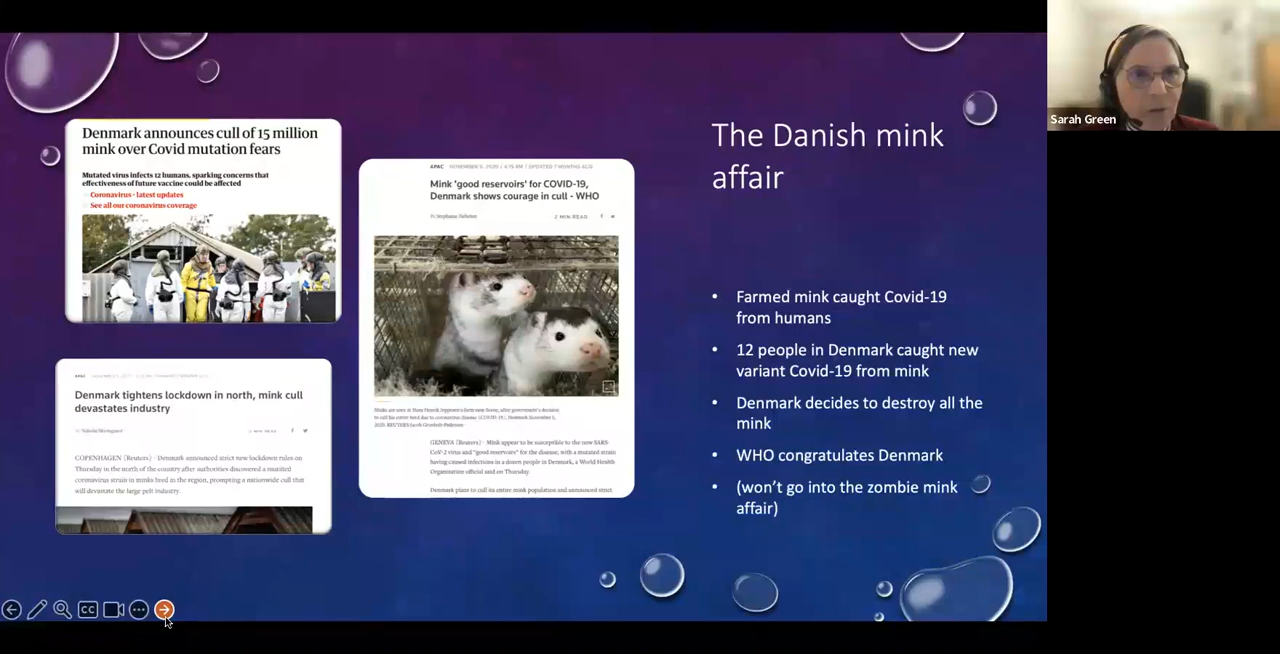 Denmark announces cull of 15 million
mink over Covid mutation fears
Mutated virus infects 12 humans, sparking concerns that
effectiveness of future vaccine could be affected
Coronavirus - latest updates
See all our coronavirus coverage
Denmark tightens lockdown in north, mink cull
devastates industry
COPENHAGEN (Reuters) - Denmark announced strict new lockdown rules on
Thursday in the north of the country after authorities discovered a mutated
coronavirus strain in minks bred in the region, prompting a nationwide cull that
will devastate the large pelt industry.
Mink 'good reservoirs' for COVID-19,
Denmark shows courage in cull - WHO
2 MIN READ
GENEVA (Reuters) - Mink appear to be susceptible to the new SARS-
CoV-2 virus and "good reservoirs" for the disease, with a mutated strain
having caused infections in a dozen people in Denmark, a World Health
Organization official said on Thursday.
Denmark plans to cull its entire mink population and announced strict
The Danish mink
affair
• Farmed mink caught Covid-19
from humans
• 12 people in Denmark caught new
variant Covid-19 from mink
• Denmark decides to destroy all the
mink
• WHO congratulates Denmark
• (won't go into the zombie mink
affair)
CC
Sarah Green